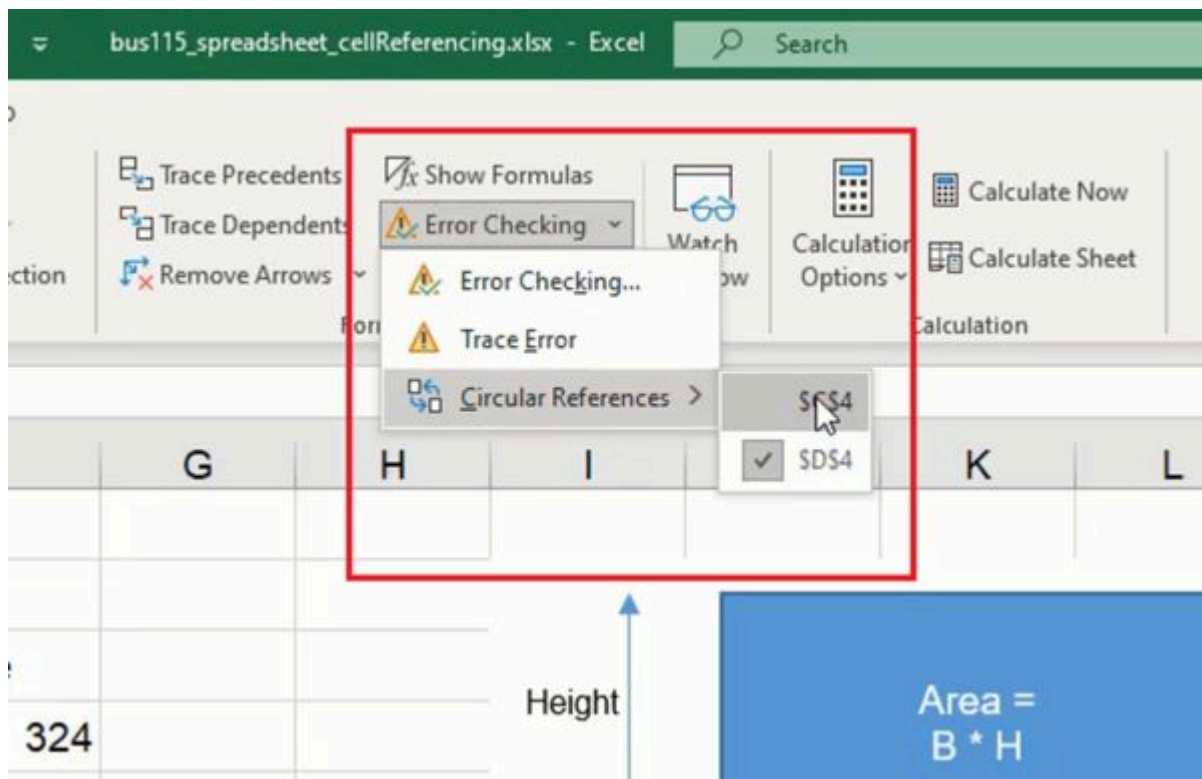 bus115_spreadsheet_cellReferencing.xlsx - Excel
Search
Trace Precedents
Show Formulas
Trace Dependents
Error Checking
Remove Arrows
Watch
Calculation
Options
Calculate Now
Calculate Sheet
Calculation
Error Checking...
Trace Error
Circular References
$C$4
$D$4
G H I K L
Height
324
Area =
B * H